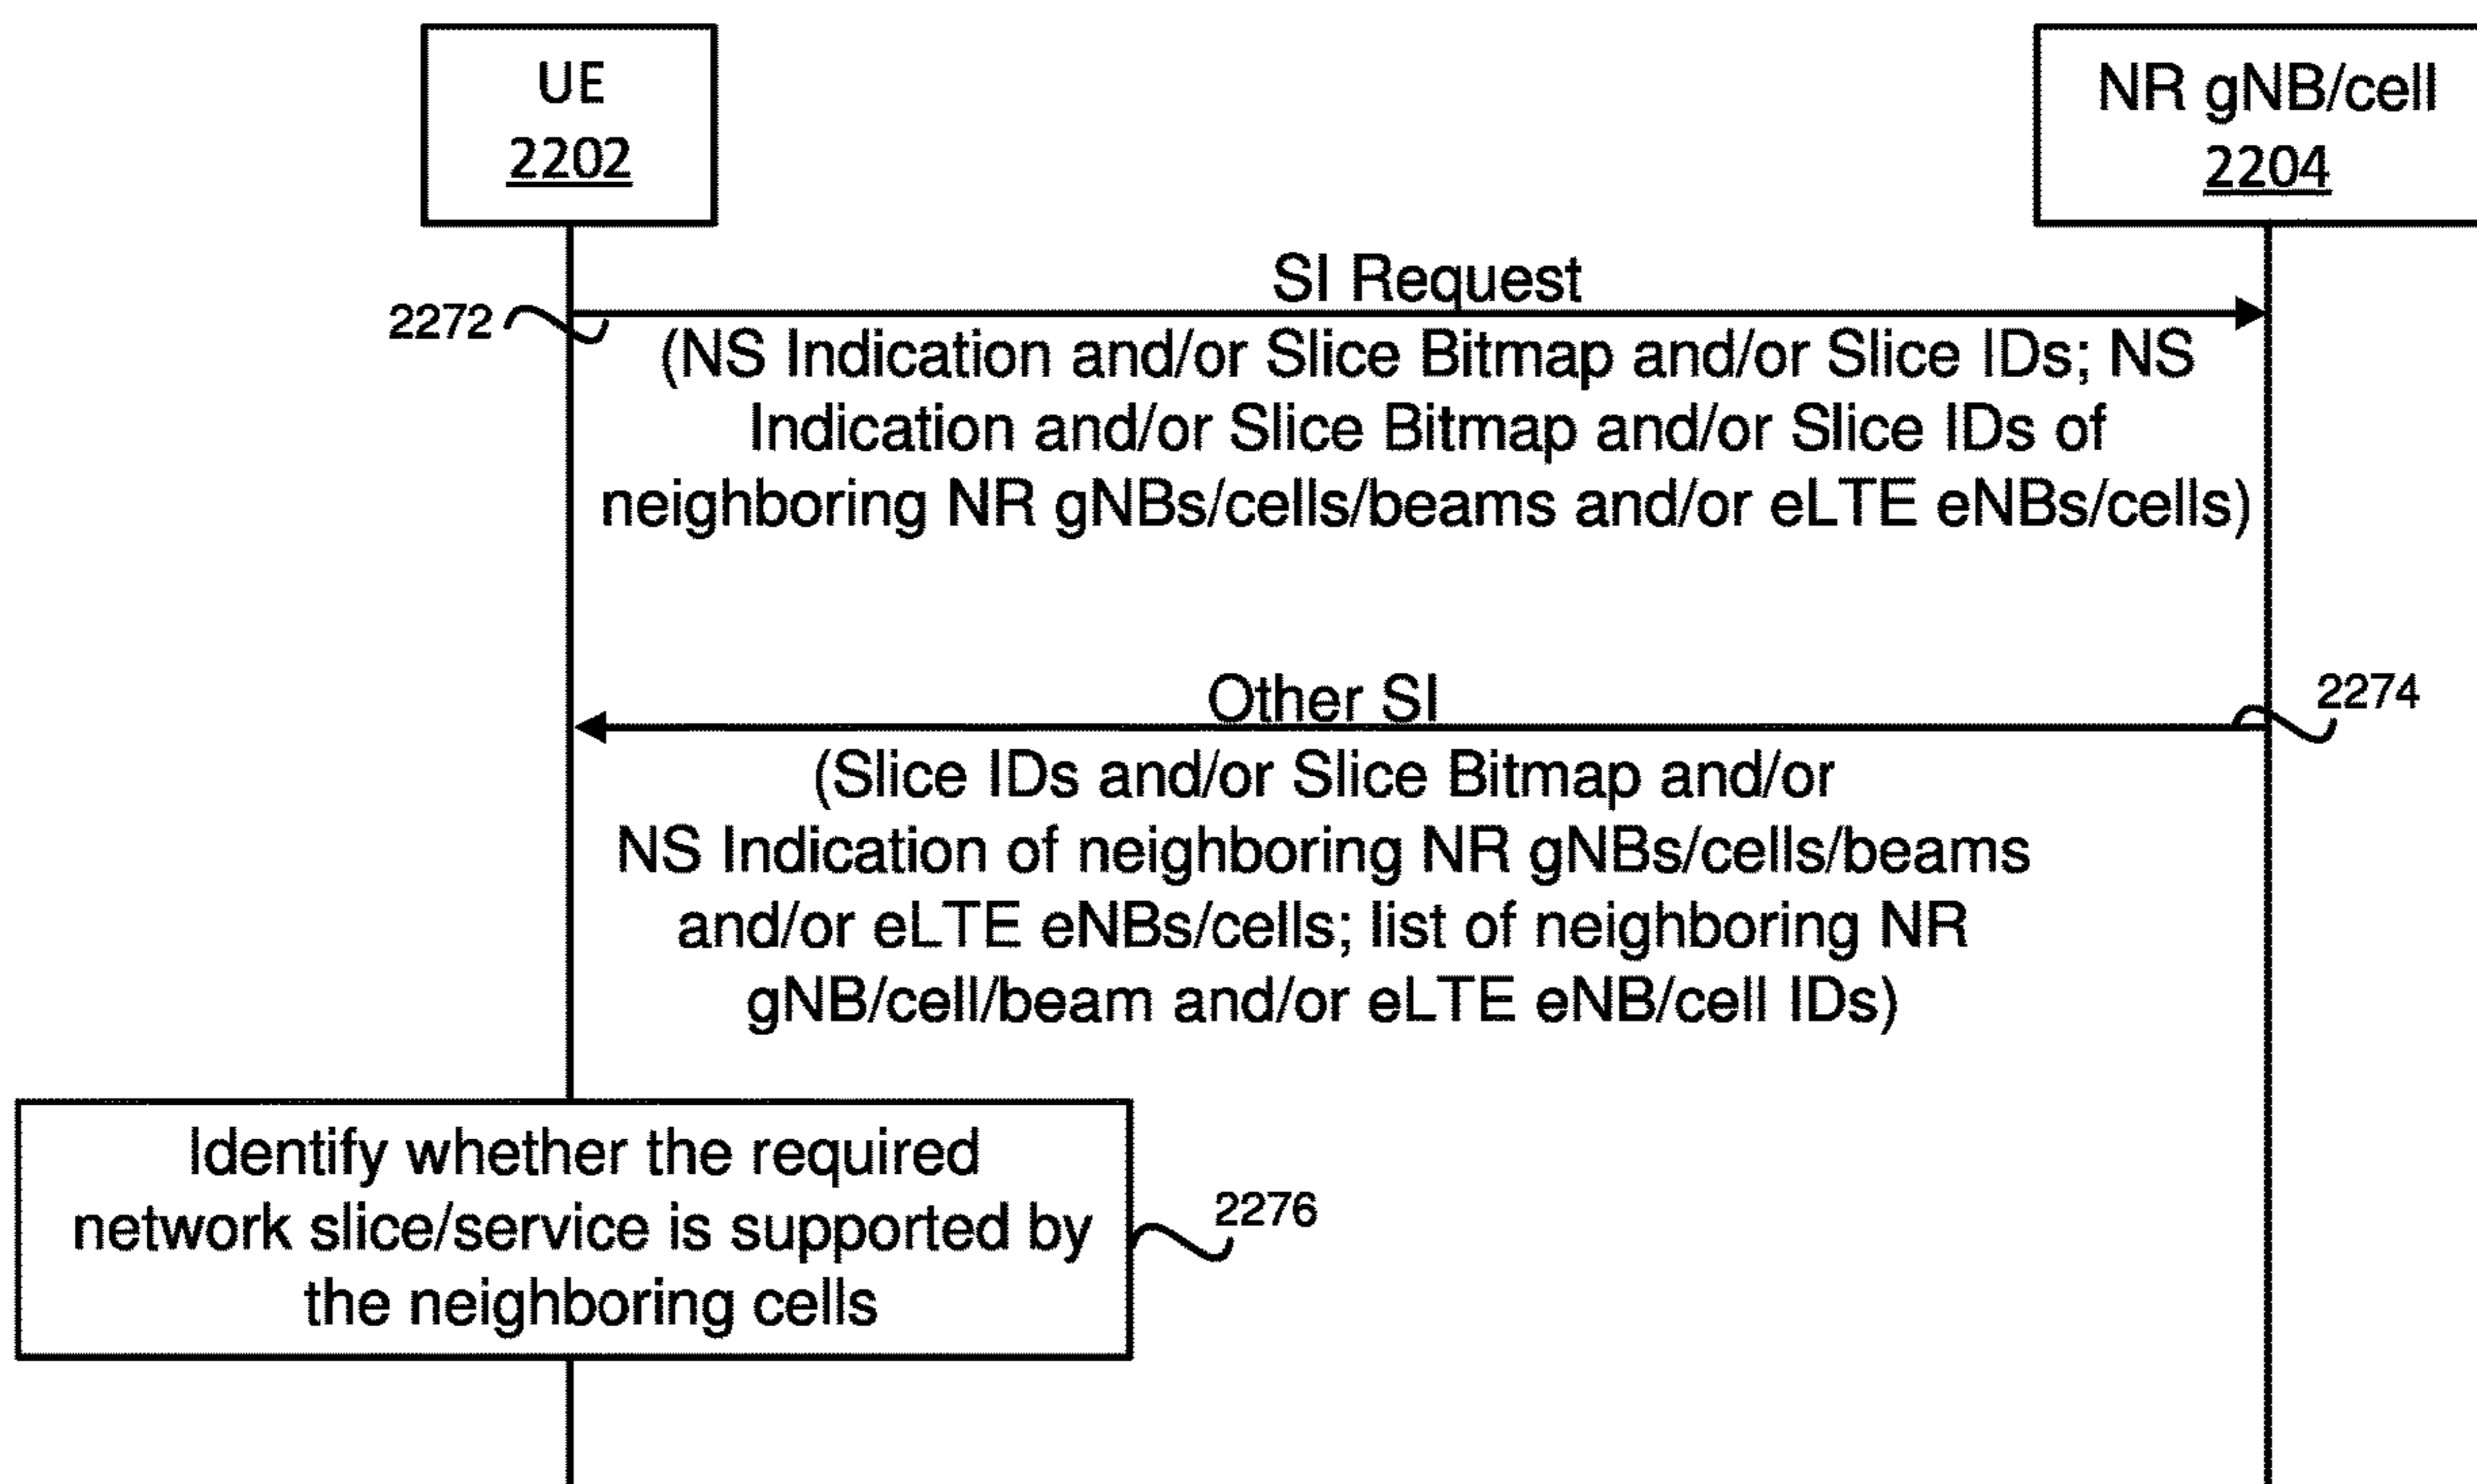 UE
2202
NR gNB/cell
2204
SI Request
2272
(NS Indication and/or Slice Bitmap and/or Slice IDs; NS
Indication and/or Slice Bitmap and/or Slice IDs of
neighboring NR gNBs/cells/beams and/or eLTE eNBs/cells)
Other SI
2274
(Slice IDs and/or Slice Bitmap and/or
NS Indication of neighboring NR gNBs/cells/beams
and/or eLTE eNBs/cells; list of neighboring NR
gNB/cell/beam and/or eLTE eNB/cell IDs)
Identify whether the required
network slice/service is supported by
the neighboring cells
2276